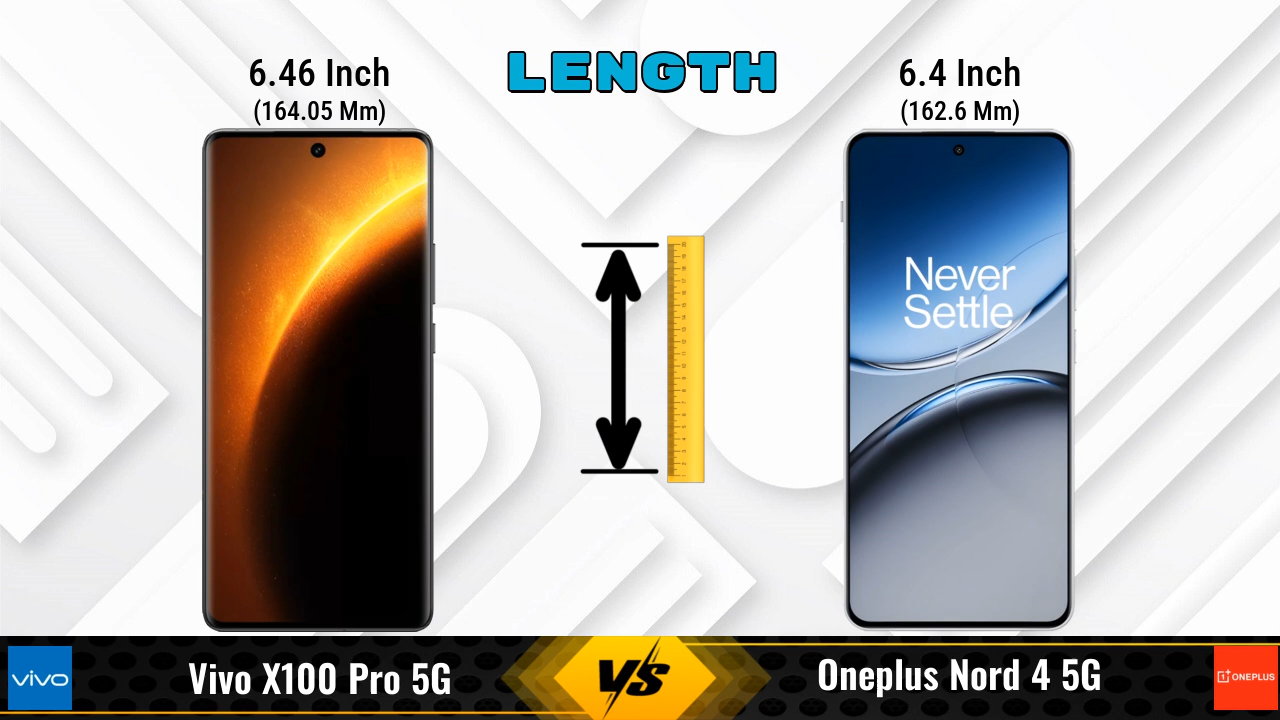 LENGTH
6.46 Inch
(164.05 Mm)
6.4 Inch
(162.6 Mm)
Never
Settle
vivo
Vivo X100 Pro 5G
VS
Oneplus Nord 4 5G
1+ ONEPLUS